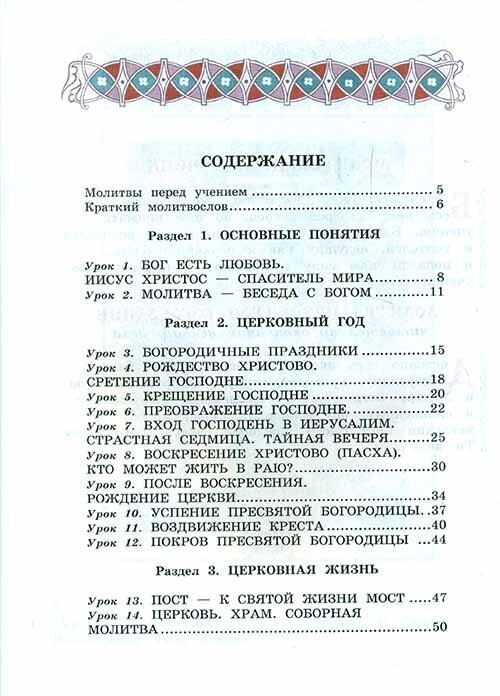 СОДЕРЖАНИЕ
Молитвы перед учением ........................ 5
Краткий молитвослов ........................... 6
Раздел 1. ОСНОВНЫЕ ПОНЯТИЯ
Урок 1. БОГ ЕСТЬ ЛЮБОВЬ.
ИИСУС ХРИСТОС — СПАСИТЕЛЬ МИРА ........ 8
Урок 2. МОЛИТВА — БЕСЕДА С БОГОМ ........ 11
Раздел 2. ЦЕРКОВНЫЙ ГОД
Урок 3. БОГОРОДИЧНЫЕ ПРАЗДНИКИ ......... 15
Урок 4. РОЖДЕСТВО ХРИСТОВО.
СРЕТЕНИЕ ГОСПОДНЕ ........................ 18
Урок 5. КРЕЩЕНИЕ ГОСПОДНЕ ............... 20
Урок 6. ПРЕОБРАЖЕНИЕ ГОСПОДНЕ. .......... 22
Урок 7. ВХОД ГОСПОДЕНЬ В ИЕРУСАЛИМ.
СТРАСТНАЯ СЕДМИЦА. ТАЙНАЯ ВЕЧЕРЯ ..... 25
Урок 8. ВОСКРЕСЕНИЕ ХРИСТОВО (ПАСХА).
КТО МОЖЕТ ЖИТЬ В РАЮ? .................. 30
Урок 9. ПОСЛЕ ВОСКРЕСЕНИЯ.
РОЖДЕНИЕ ЦЕРКВИ ......................... 34
Урок 10. УСПЕНИЕ ПРЕСВЯТОЙ БОГОРОДИЦЫ.. 37
Урок 11. ВОЗДВИЖЕНИЕ КРЕСТА ............. 40
Урок 12. ПОКРОВ ПРЕСВЯТОЙ БОГОРОДИЦЫ .. 44
Раздел 3. ЦЕРКОВНАЯ ЖИЗНЬ
Урок 13. ПОСТ — К СВЯТОЙ ЖИЗНИ МОСТ ..... 47
Урок 14. ЦЕРКОВЬ. ХРАМ. СОБОРНАЯ
МОЛИТВА .................................. 50